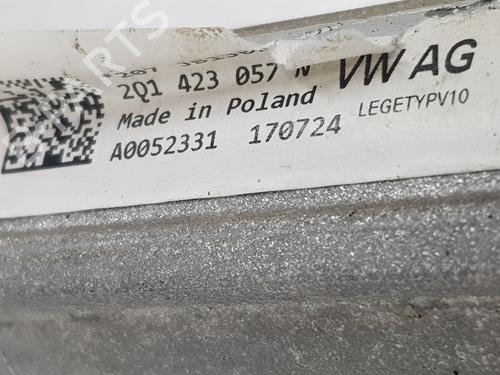 2Q1 423 057 N VW AG
Made in Poland
A0052331 170724 LEGETYPV10